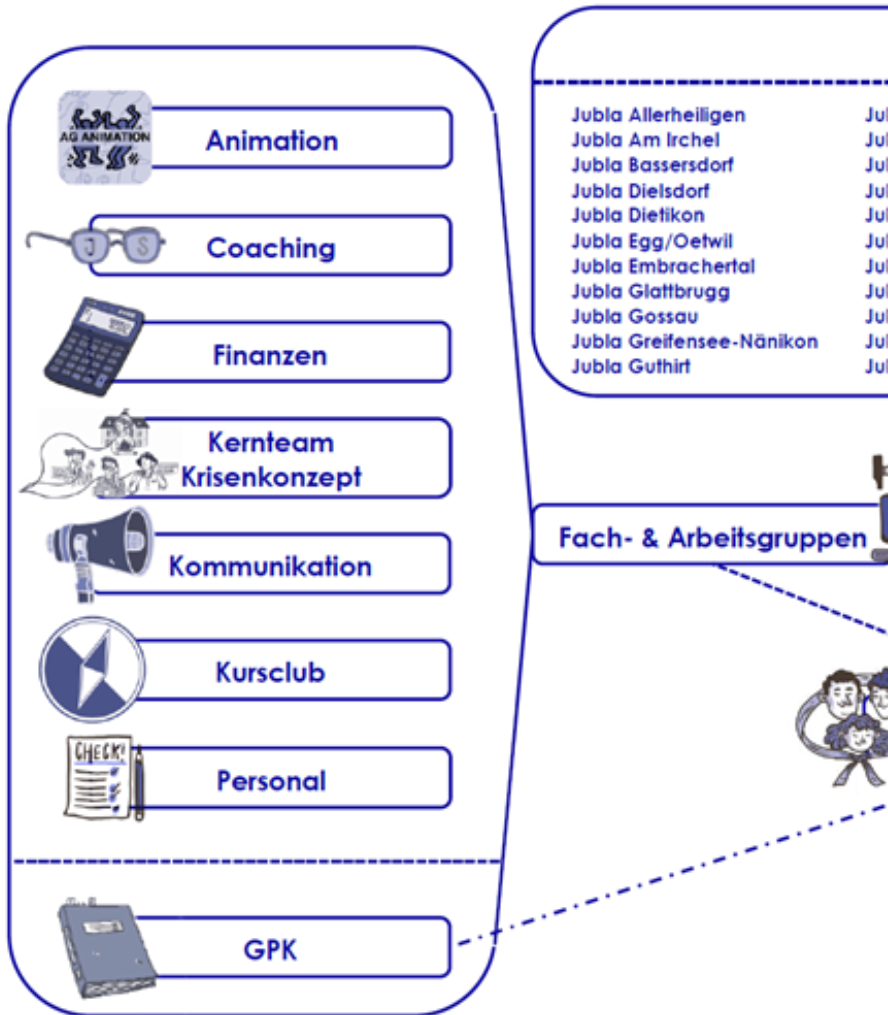 AG ANIMATION
Animation
J S
Coaching
Finanzen
Kernteam
Krisenkonzept
Kommunikation
Kursclub
CHECK!
Personal
GPK
Jubla Allerheiligen
Jubla Am Irchel
Jubla Bassersdorf
Jubla Dielsdorf
Jubla Dietikon
Jubla Egg/Oetwil
Jubla Embrachertal
Jubla Glattbrugg
Jubla Gossau
Jubla Greifensee-Nänikon
Jubla Guthirt
Fach- & Arbeitsgruppen